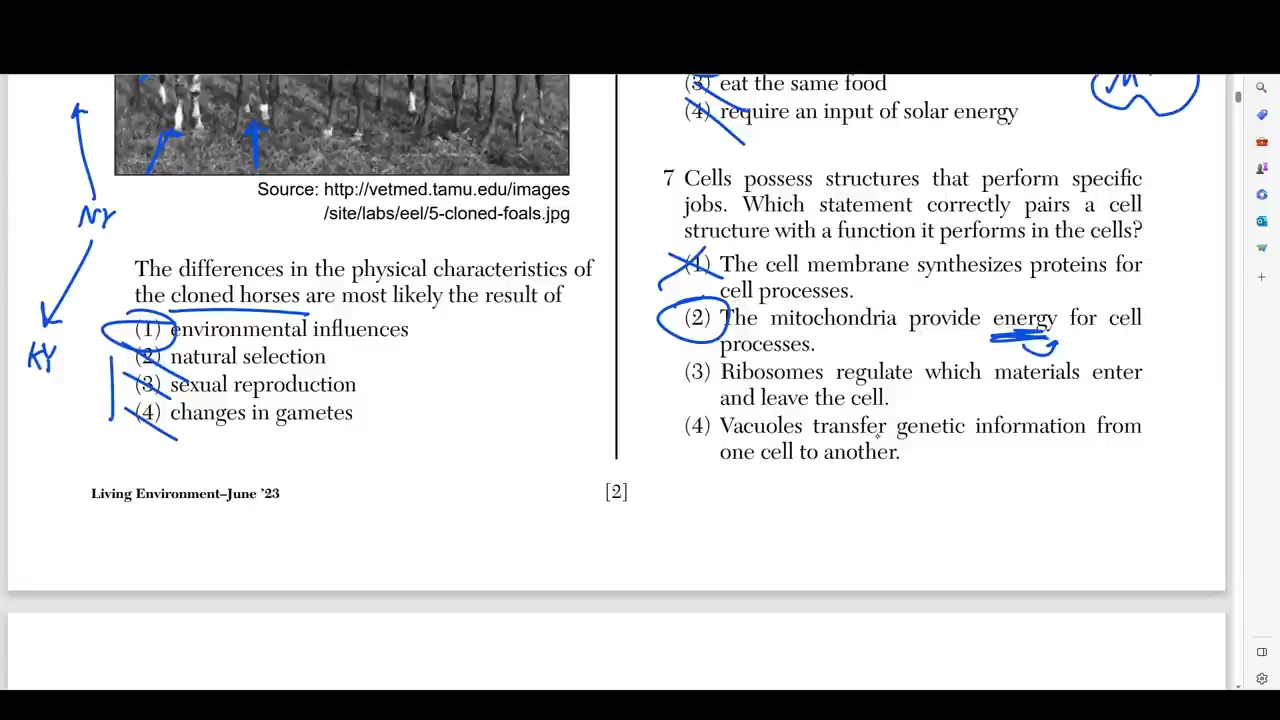 NY
KY
Source: http://vetmed.tamu.edu/images
/site/labs/eel/5-cloned-foals.jpg
The differences in the physical characteristics of
the cloned horses are most likely the result of
(1) environmental influences
(2) natural selection
(3) sexual reproduction
(4) changes in gametes
(3) eat the same food
(4) require an input of solar energy
7 Cells possess structures that perform specific
jobs. Which statement correctly pairs a cell
structure with a function it performs in the cells?
(1) The cell membrane synthesizes proteins for
cell processes.
(2) The mitochondria provide energy for cell
processes.
(3) Ribosomes regulate which materials enter
and leave the cell.
(4) Vacuoles transfer genetic information from
one cell to another.
Living Environment–June ’23
[2]